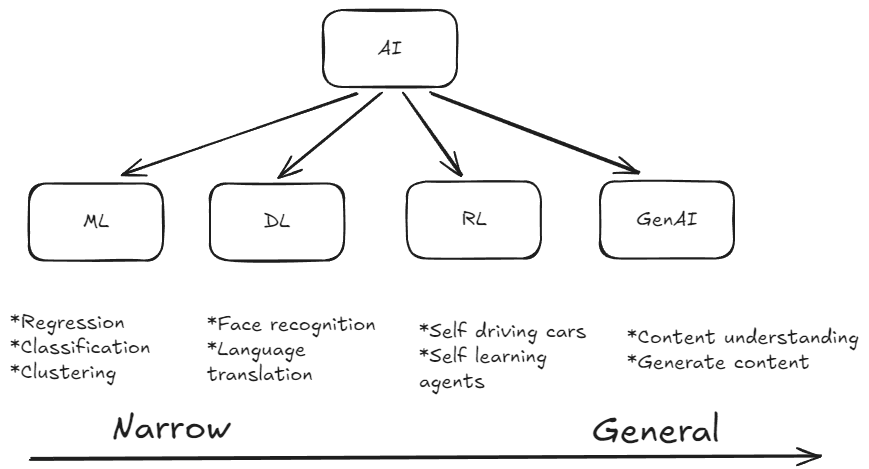 AI
ML
DL
RL
GenAI
*Regression
*Classification
*Clustering
*Face recognition
*Language
translation
*Self driving cars
*Self learning
agents
*Content understanding
*Generate content
Narrow
General